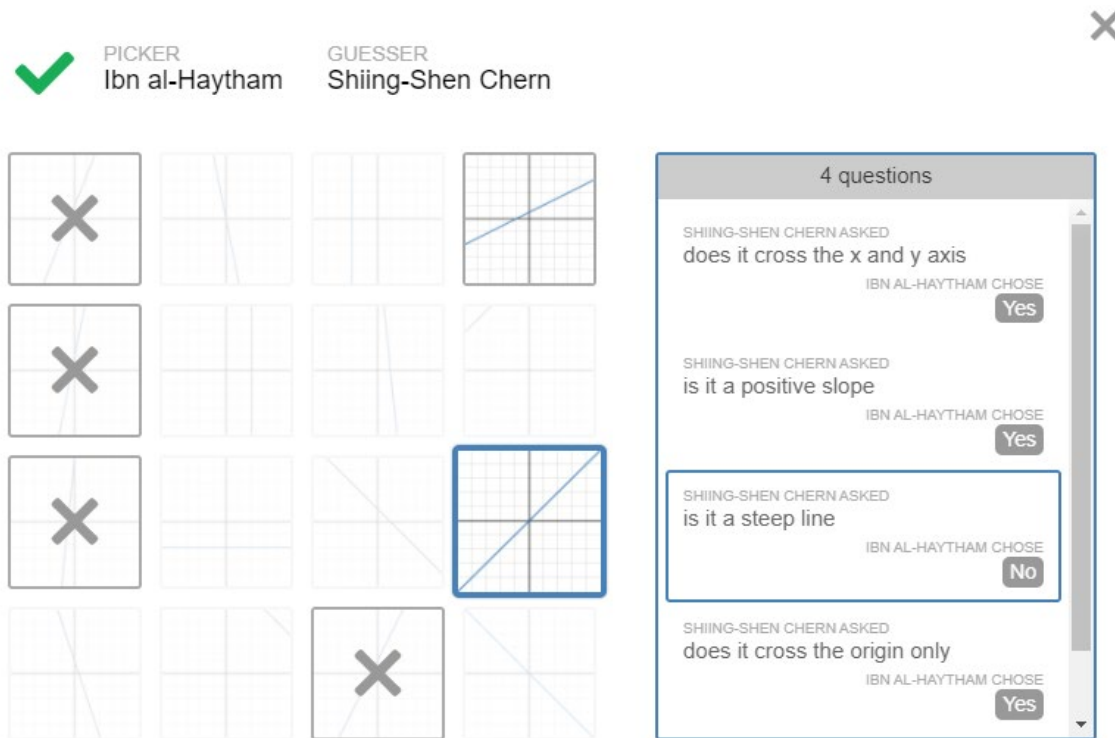 PICKER
Ibn al-Haytham
GUESSER
Shiing-Shen Chern
4 questions
SHIING-SHEN CHERN ASKED
does it cross the x and y axis
IBN AL-HAYTHAM CHOSE
Yes
SHIING-SHEN CHERN ASKED
is it a positive slope
IBN AL-HAYTHAM CHOSE
Yes
SHIING-SHEN CHERN ASKED
is it a steep line
IBN AL-HAYTHAM CHOSE
No
SHIING-SHEN CHERN ASKED
does it cross the origin only
IBN AL-HAYTHAM CHOSE
Yes